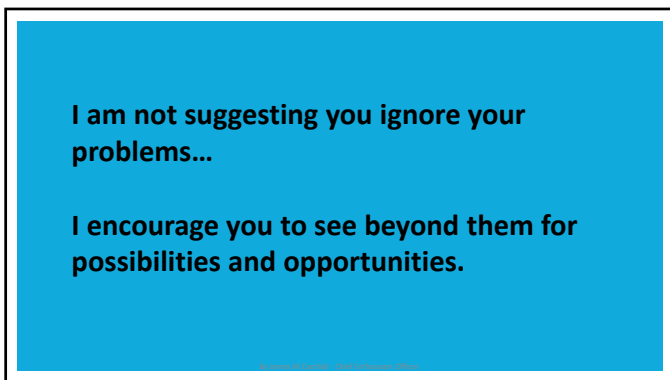 I am not suggesting you ignore your
problems…
I encourage you to see beyond them for
possibilities and opportunities.